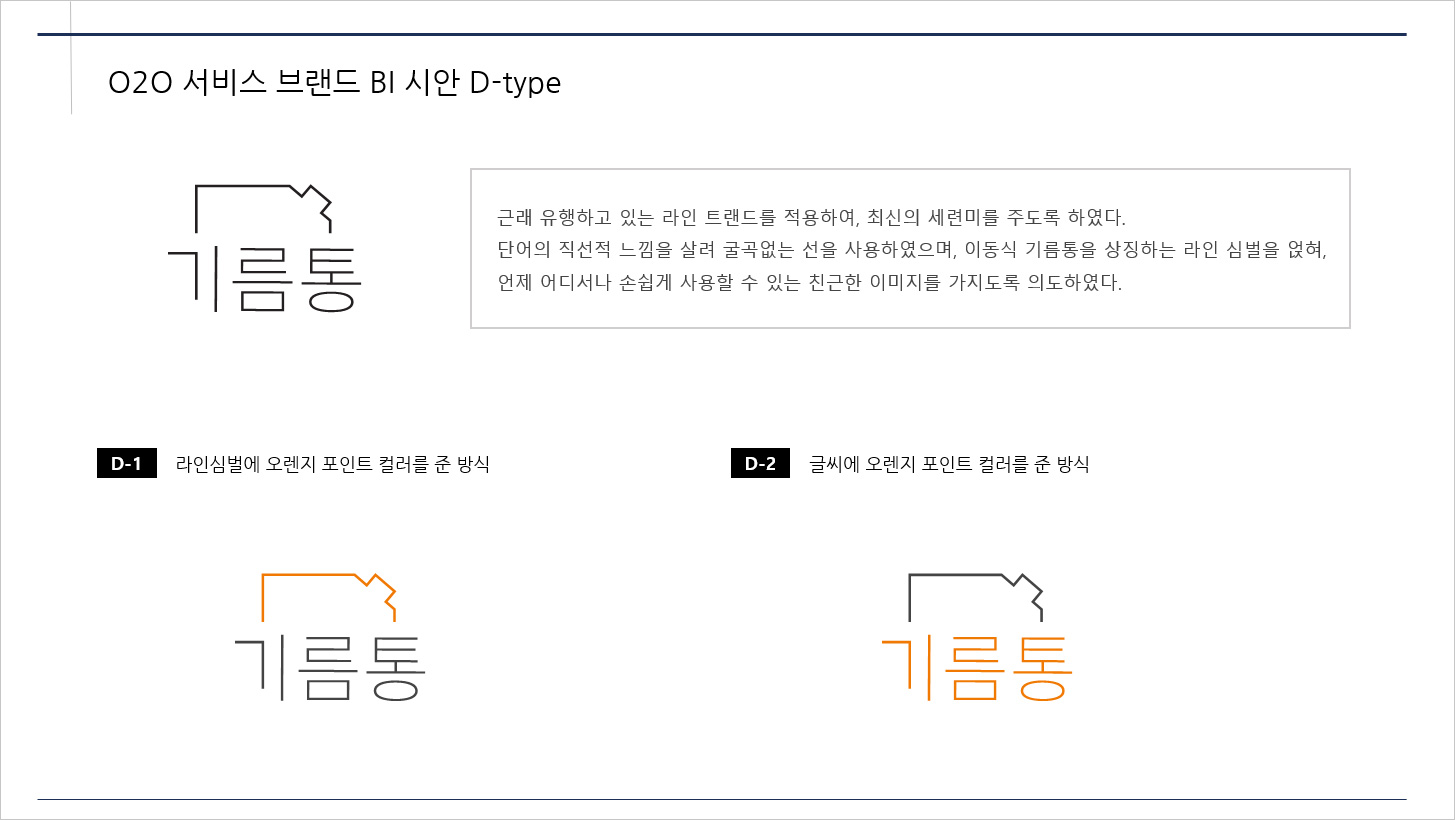 O2O 서비스 브랜드 BI 시안 D-type
기름통
근래 유행하고 있는 라인 트랜드를 적용하여, 최신의 세련미를 주도록 하였다.
단어의 직선적 느낌을 살려 굴곡없는 선을 사용하였으며, 이동식 기름통을 상징하는 라인 심벌을 얹혀,
언제 어디서나 손쉽게 사용할 수 있는 친근한 이미지를 가지도록 의도하였다.
D-1 라인심벌에 오렌지 포인트 컬러를 준 방식
기름통
D-2 글씨에 오렌지 포인트 컬러를 준 방식
기름통